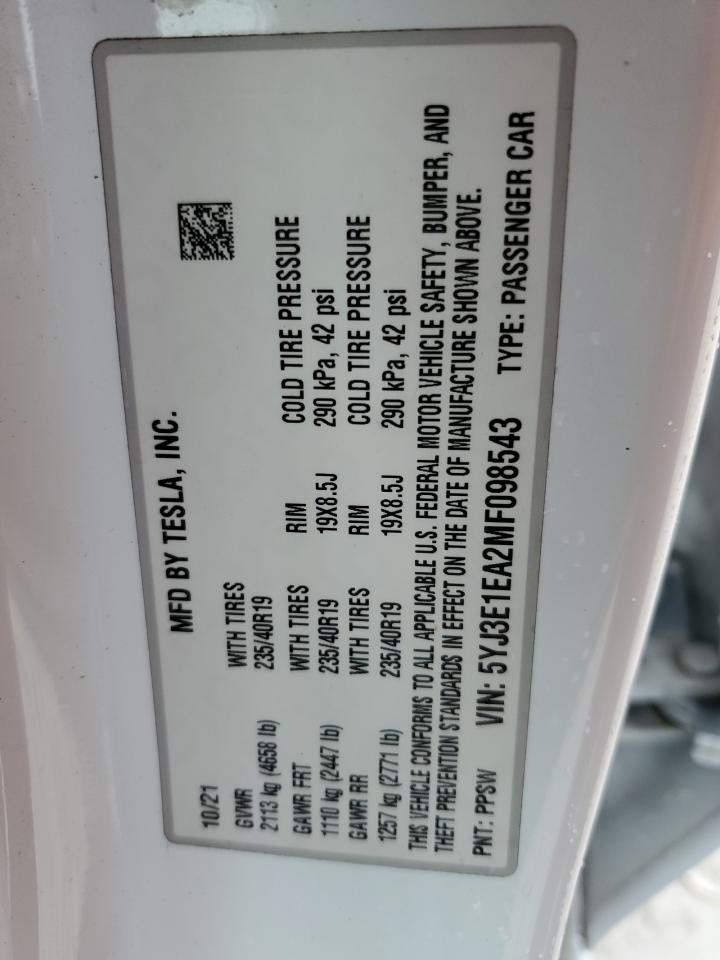 MFD BY TESLA, INC.
10/21
GVWR WITH TIRES
2113 kg (4658 lb) 235/40R19
GAWR FRT WITH TIRES RIM COLD TIRE PRESSURE
1110 kg (2447 lb) 235/40R19 19X8.5J 290 kPa, 42 psi
GAWR RR WITH TIRES RIM COLD TIRE PRESSURE
1257 kg (2771 lb) 235/40R19 19X8.5J 290 kPa, 42 psi
THIS VEHICLE CONFORMS TO ALL APPLICABLE U.S. FEDERAL MOTOR VEHICLE SAFETY, BUMPER, AND
THEFT PREVENTION STANDARDS IN EFFECT ON THE DATE OF MANUFACTURE SHOWN ABOVE.
PNT: PPSW VIN: 5YJ3E1EA2MF098543 TYPE: PASSENGER CAR